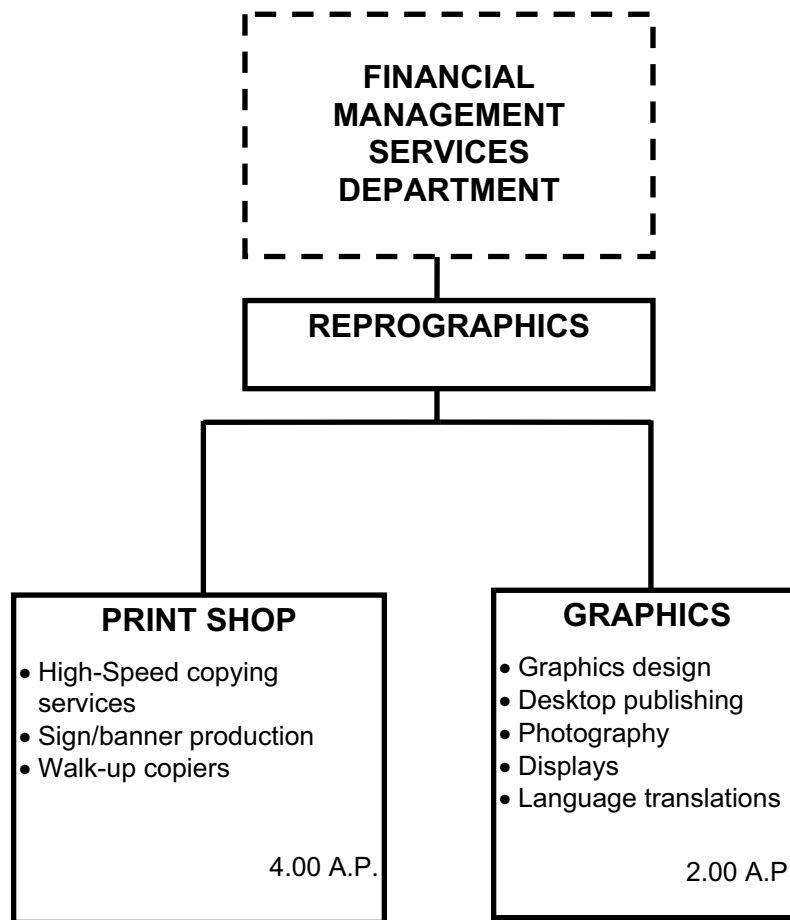 FINANCIAL
MANAGEMENT
SERVICES
DEPARTMENT
REPROGRAPHICS
PRINT SHOP
• High-Speed copying
services
• Sign/banner production
• Walk-up copiers
4.00 A.P.
GRAPHICS
• Graphics design
• Desktop publishing
• Photography
• Displays
• Language translations
2.00 A.P